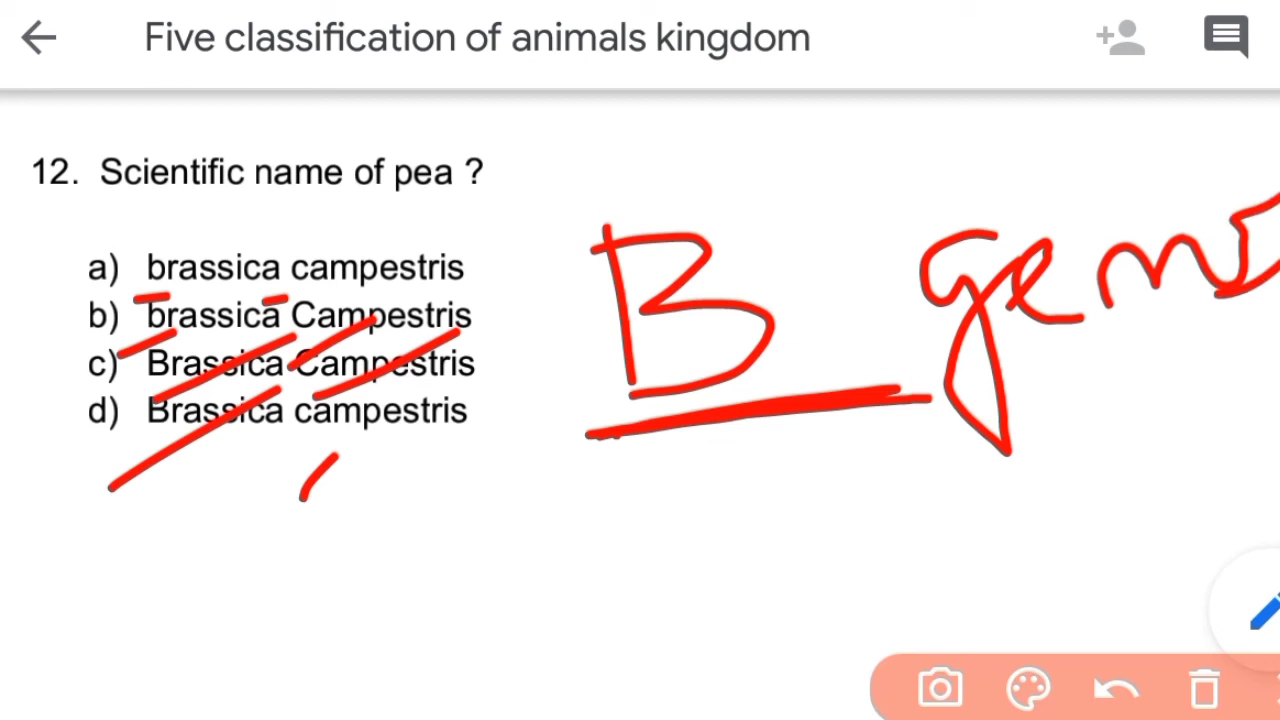 Five classification of animals kingdom
12. Scientific name of pea ?
a) brassica campestris
b) brassica Campestris
c) Brassica Campestris
d) Brassica campestris
B